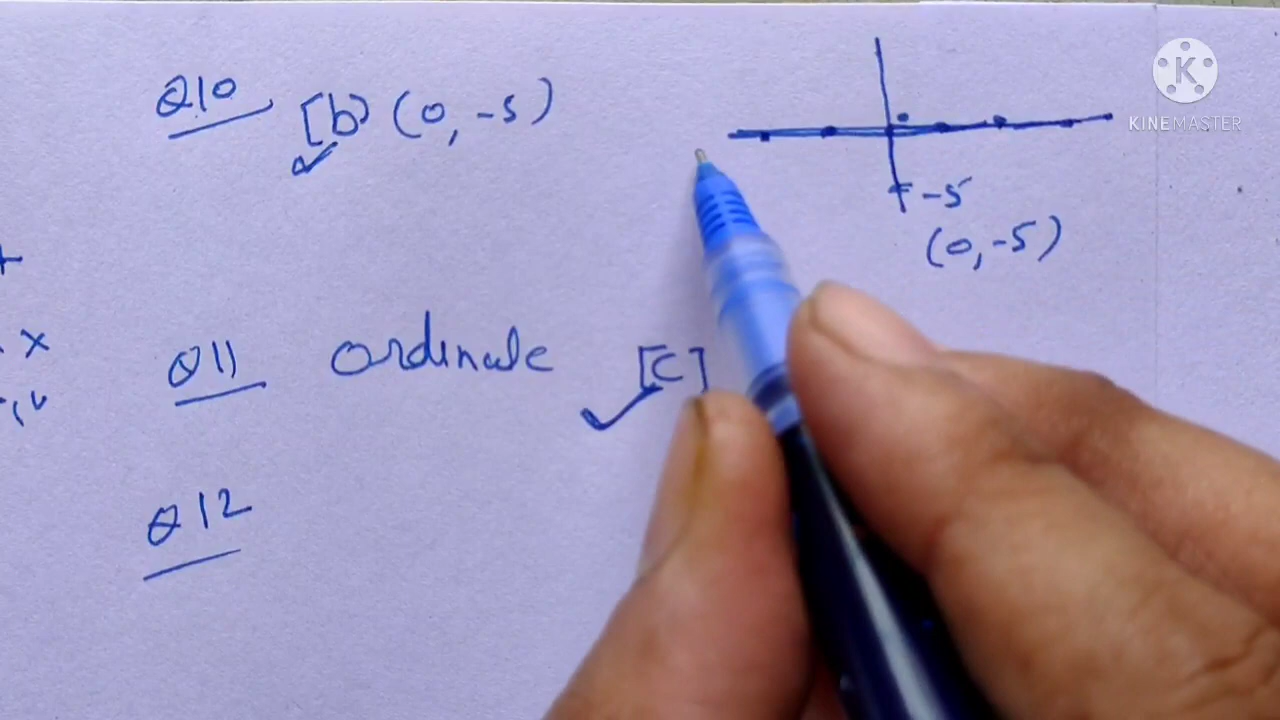 Q10 [b] (0, -5)
-5
(0, -5)
x
Q11 ordinate [c]
Q12
K
KINEMASTER